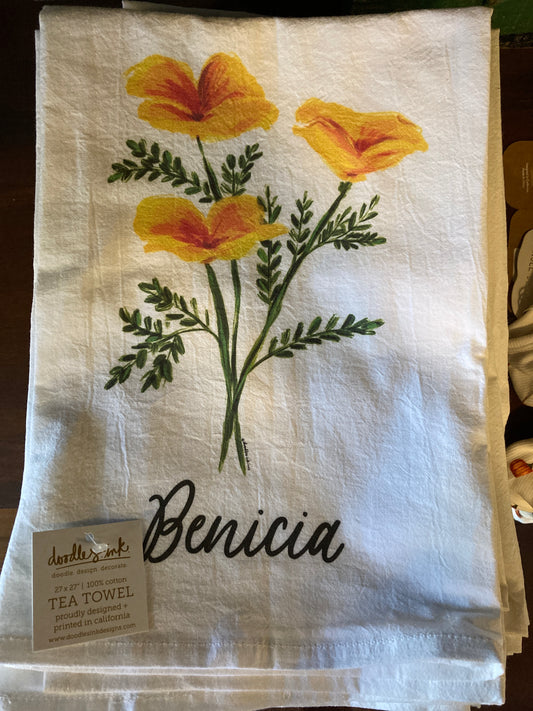 Benicia
doodles ink
doodle. design. decorate.
27 x 27" | 100% cotton
TEA TOWEL
proudly designed +
printed in california
www.doodlesinkdesigns.com